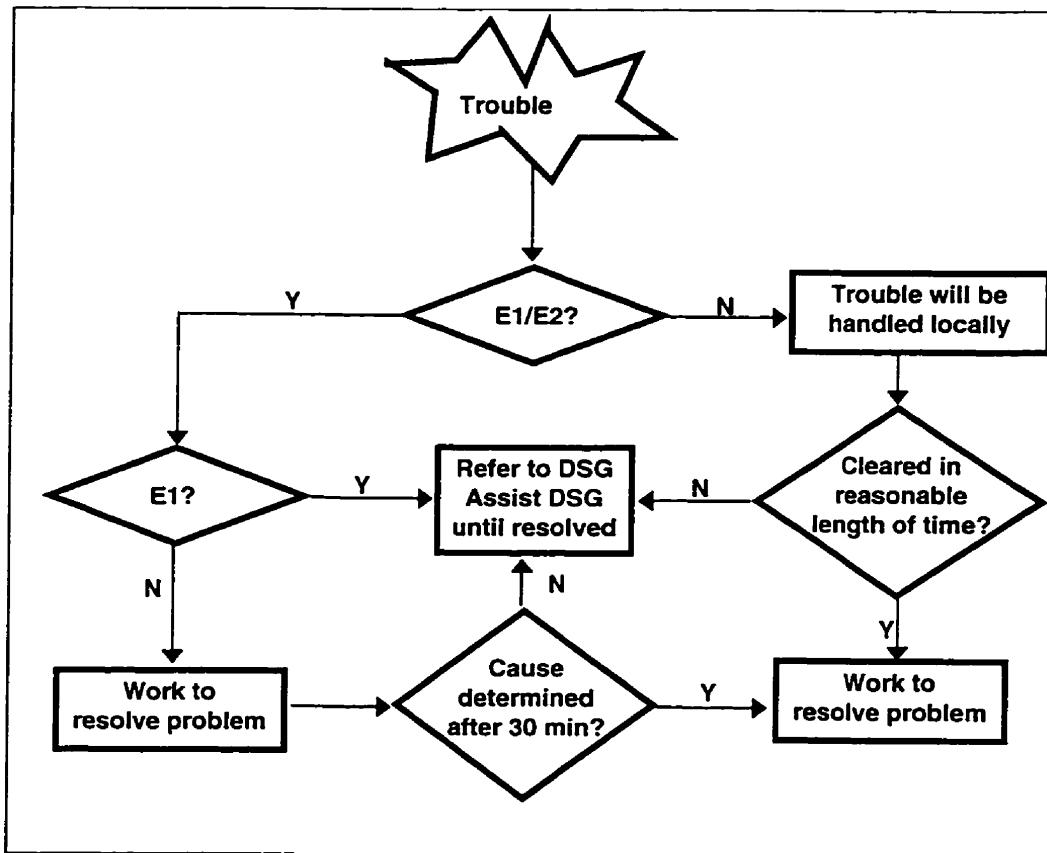 Trouble
E1/E2?
Y
N
Trouble will be
handled locally
E1?
Y
N
Refer to DSG
Assist DSG
until resolved
N
Cleared in
reasonable
length of time?
Y
Work to
resolve problem
Cause
determined
after 30 min?
N
Y
Work to
resolve problem